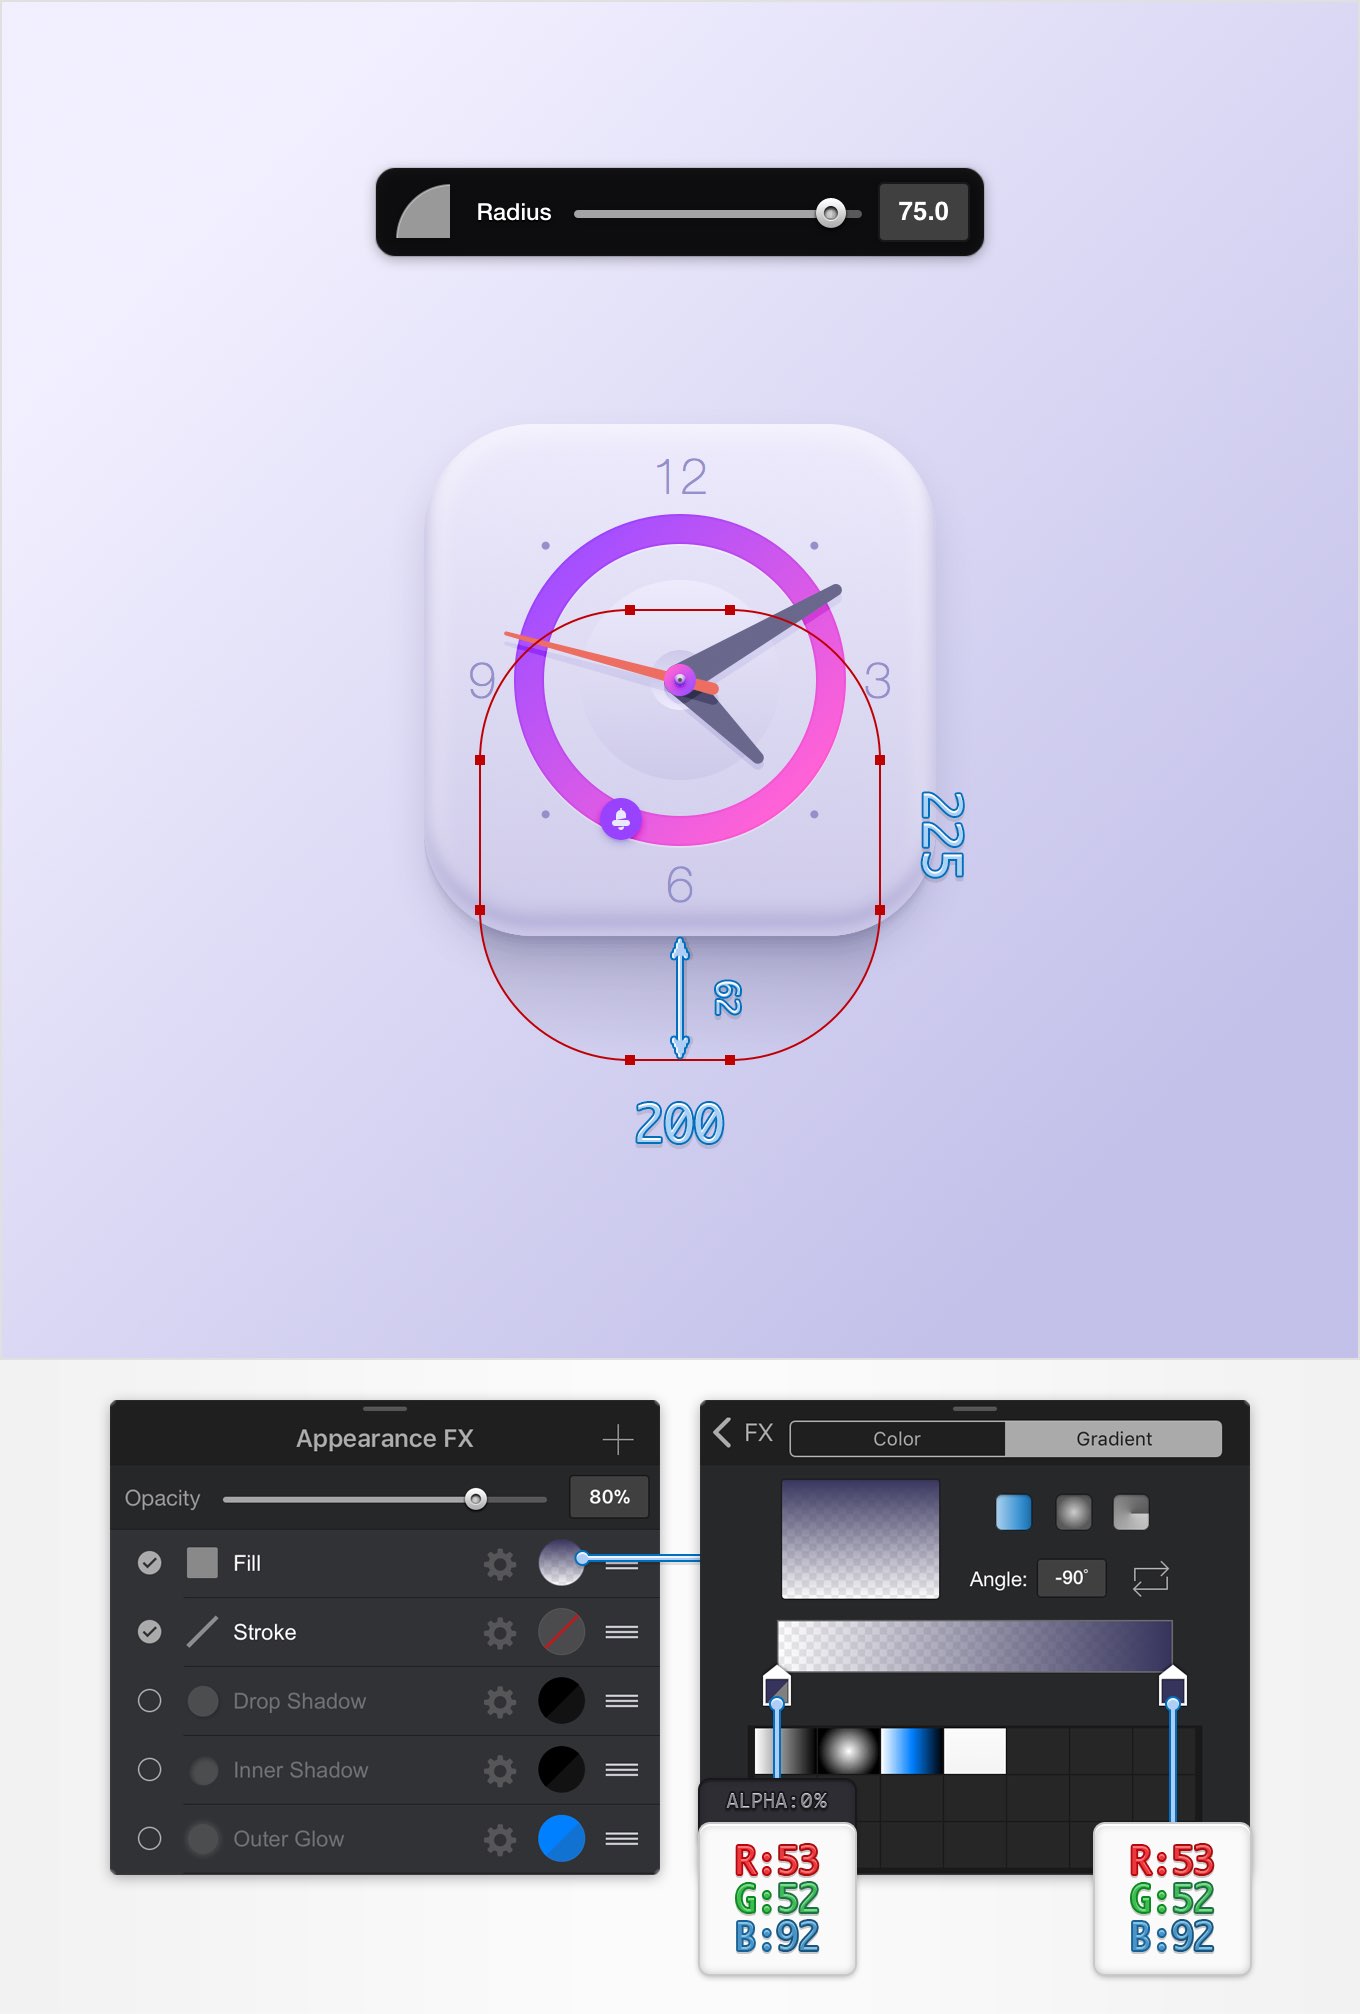 Radius 75.0
12
9
3
6
225
62
200
Appearance FX
Opacity 80%
Fill
Stroke
Drop Shadow
Inner Shadow
Outer Glow
FX Color Gradient
Angle: -90°
ALPHA:0%
R:53
G:52
B:92
R:53
G:52
B:92